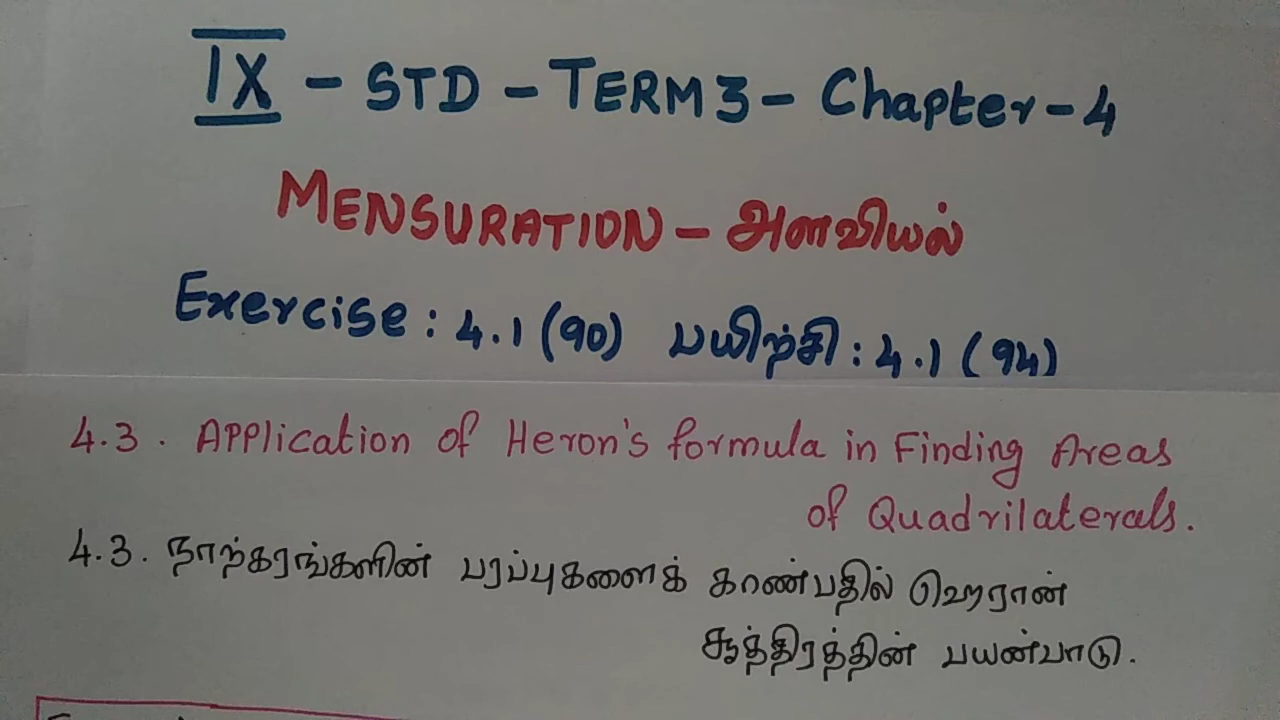 IX - STD - TERM 3 - Chapter - 4
MENSURATION - அளவியல்
Exercise : 4.1 (90) பயிற்சி : 4.1 (94)
4.3. Application of Heron's formula in Finding Areas
of Quadrilaterals.
4.3. நாற்கரங்களின் பரப்புகளைக் காண்பதில் ஹெரான்
சூத்திரத்தின் பயன்பாடு.